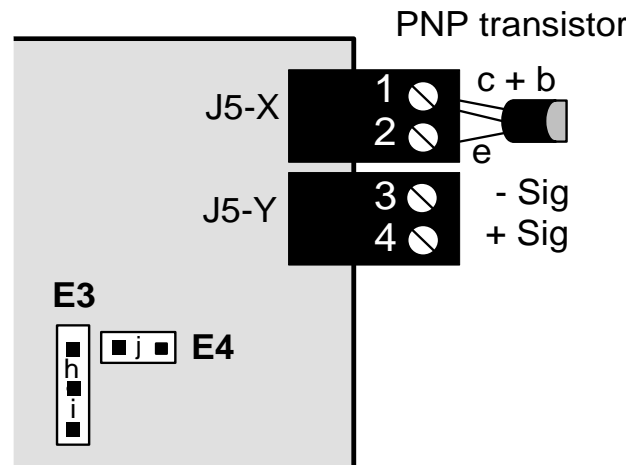 PNP transistor
J5-X
1
2
c + b
e
J5-Y
3
4
- Sig
+ Sig
E3
h
i
j
E4